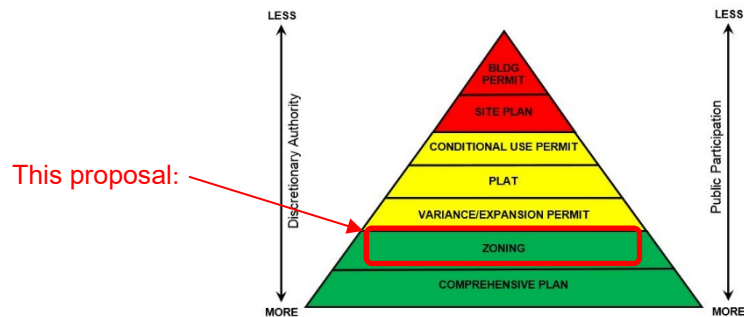 LESS
LESS
BLDG
PERMIT
SITE PLAN
CONDITIONAL USE PERMIT
Discretionary Authority
Public Participation
This proposal:
PLAT
VARIANCE/EXPANSION PERMIT
ZONING
COMPREHENSIVE PLAN
MORE
MORE